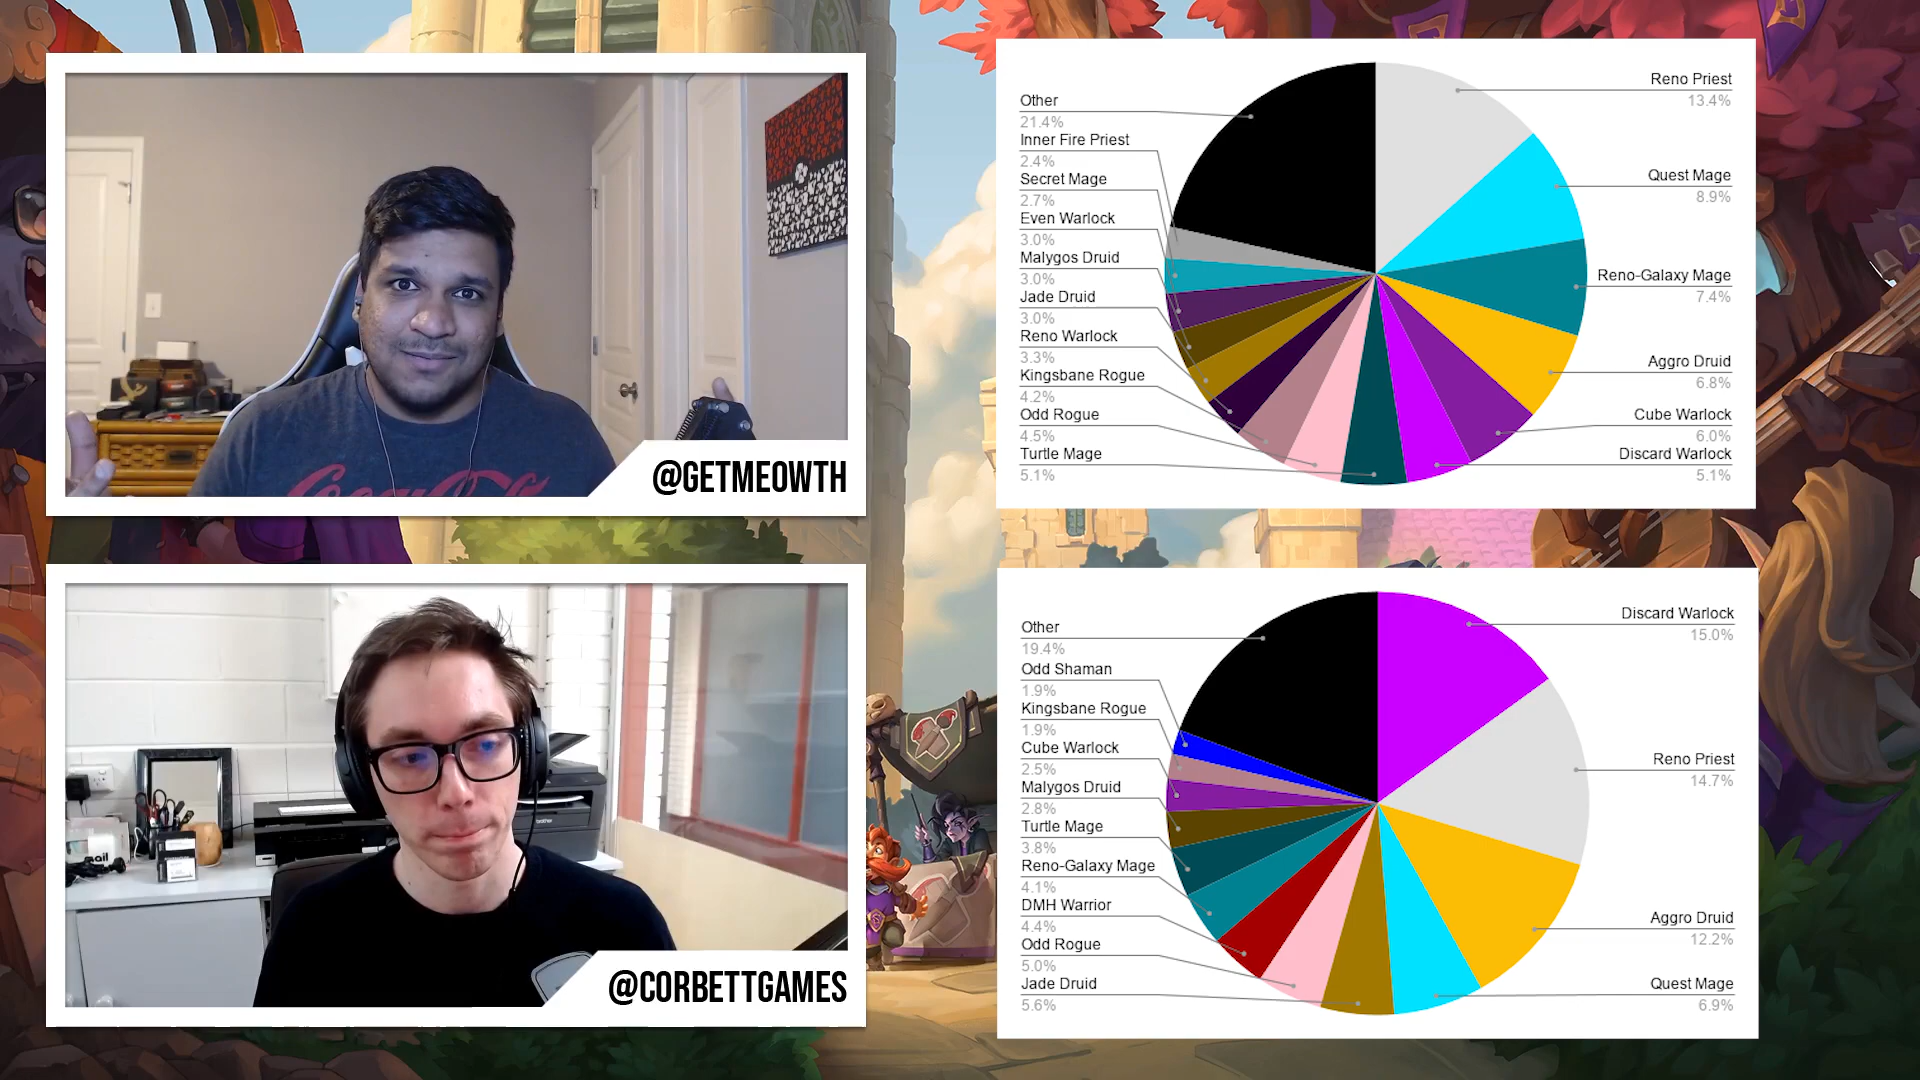 @GETMEOWTH
Coca-Cola
@CORBETTGAMES
brother
Other
21.4%
Inner Fire Priest
2.4%
Secret Mage
2.7%
Even Warlock
3.0%
Malygos Druid
3.0%
Jade Druid
3.0%
Reno Warlock
3.3%
Kingsbane Rogue
4.2%
Odd Rogue
4.5%
Turtle Mage
5.1%
Reno Priest
13.4%
Quest Mage
8.9%
Reno-Galaxy Mage
7.4%
Aggro Druid
6.8%
Cube Warlock
6.0%
Discard Warlock
5.1%
Other
19.4%
Odd Shaman
1.9%
Kingsbane Rogue
1.9%
Cube Warlock
2.5%
Malygos Druid
2.8%
Turtle Mage
3.8%
Reno-Galaxy Mage
4.1%
DMH Warrior
4.4%
Odd Rogue
5.0%
Jade Druid
5.6%
Discard Warlock
15.0%
Reno Priest
14.7%
Aggro Druid
12.2%
Quest Mage
6.9%